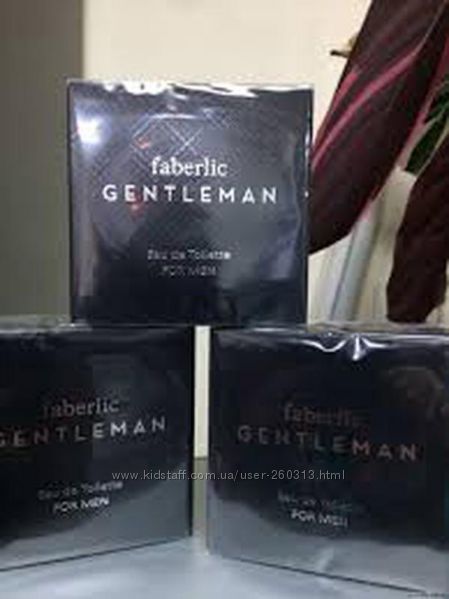 faberlic
GENTLEMAN
Eau de Toilette
FOR MEN
faberlic
GENTLEMAN
Eau de Toilette
FOR MEN
faberlic
GENTLEMAN
Eau de Toilette
FOR MEN
www.kidstaff.com.ua/user-260313.html